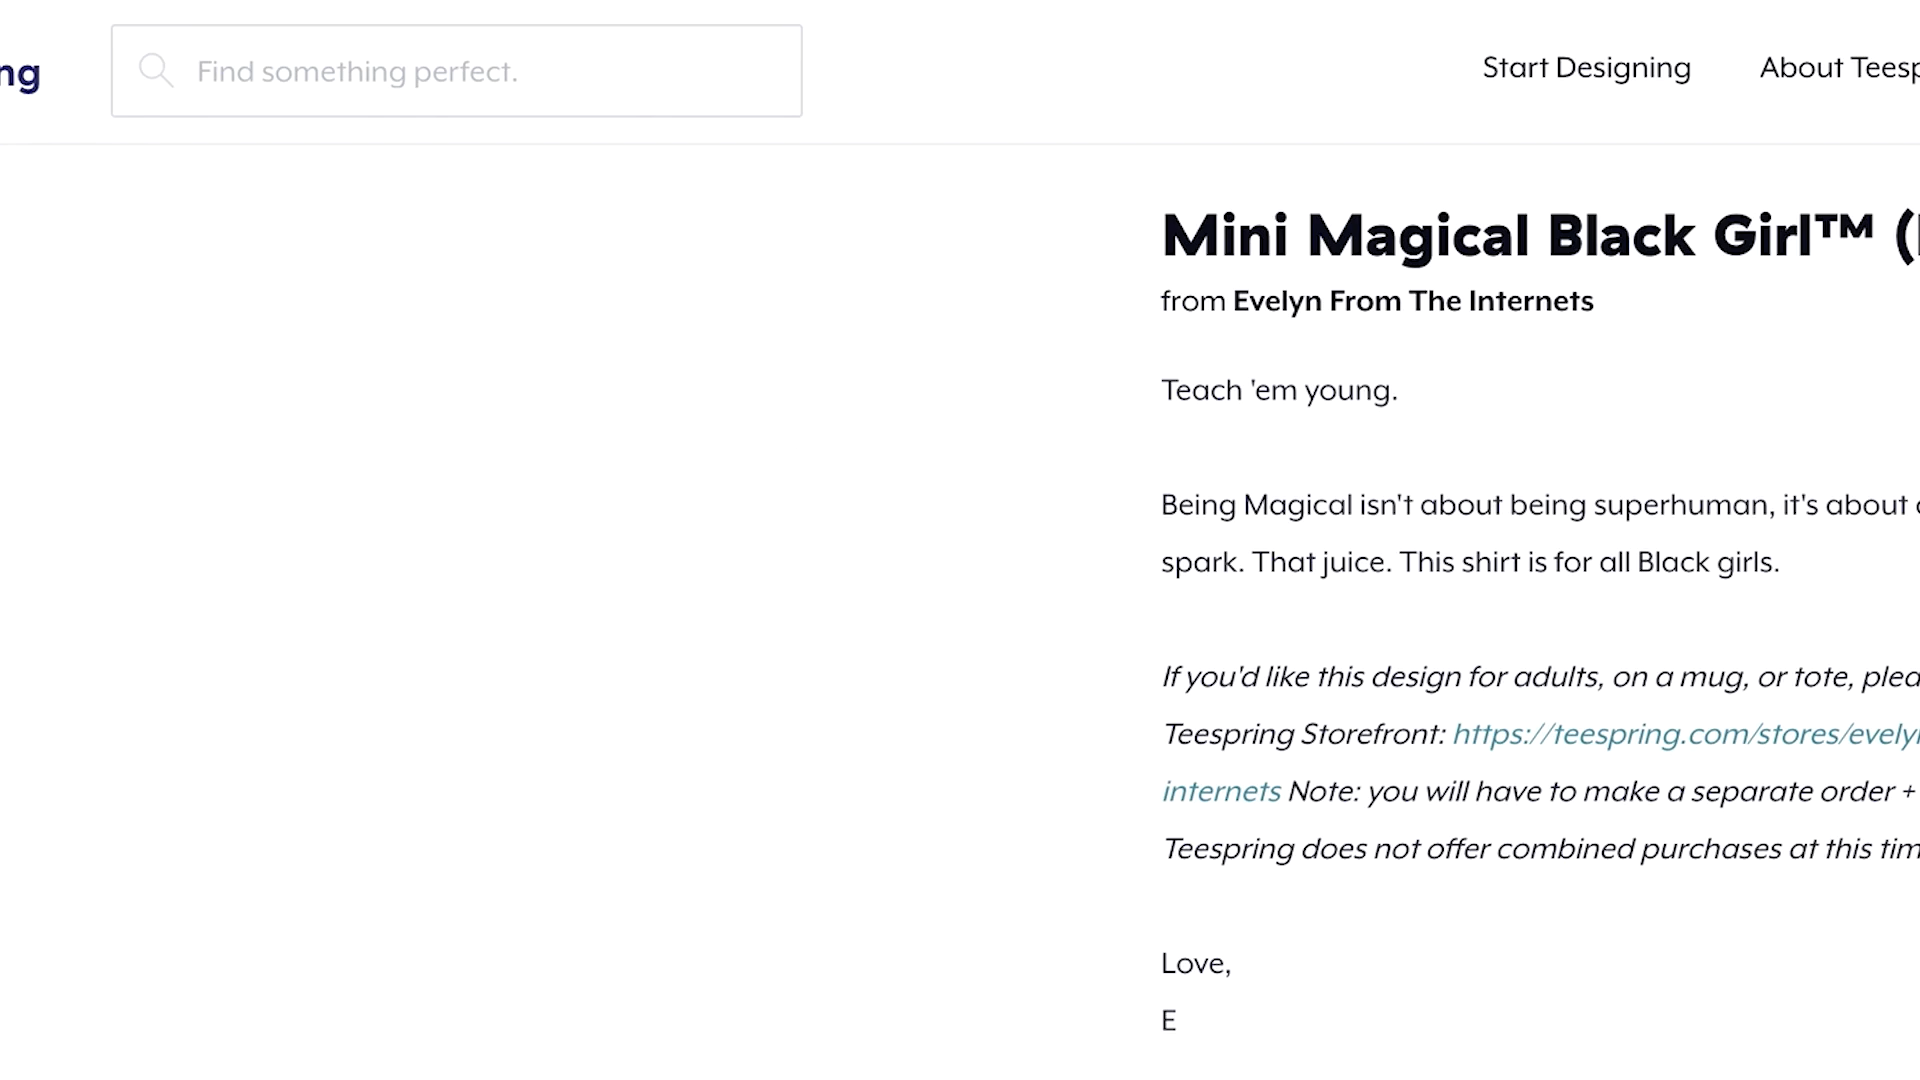 ng
Find something perfect.
Start Designing
About Teesp
Mini Magical Black Girl™ (
from Evelyn From The Internets
Teach 'em young.
Being Magical isn't about being superhuman, it's about
spark. That juice. This shirt is for all Black girls.
If you'd like this design for adults, on a mug, or tote, plea
Teespring Storefront: https://teespring.com/stores/evely
internets Note: you will have to make a separate order +
Teespring does not offer combined purchases at this tim
Love,
E